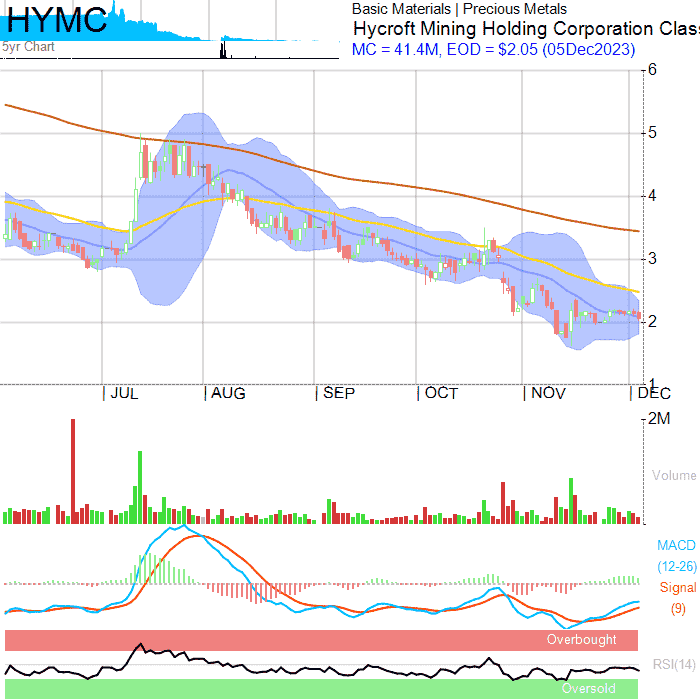 HYMC
5yr Chart
Basic Materials | Precious Metals
Hycroft Mining Holding Corporation Clas
MC = 41.4M, EOD = $2.05 (05Dec2023)
6
5
4
3
2
1
| JUL | AUG | SEP | OCT | NOV | DEC
2M
Volume
MACD
(12-26)
Signal
(9)
Overbought
RSI(14)
Oversold